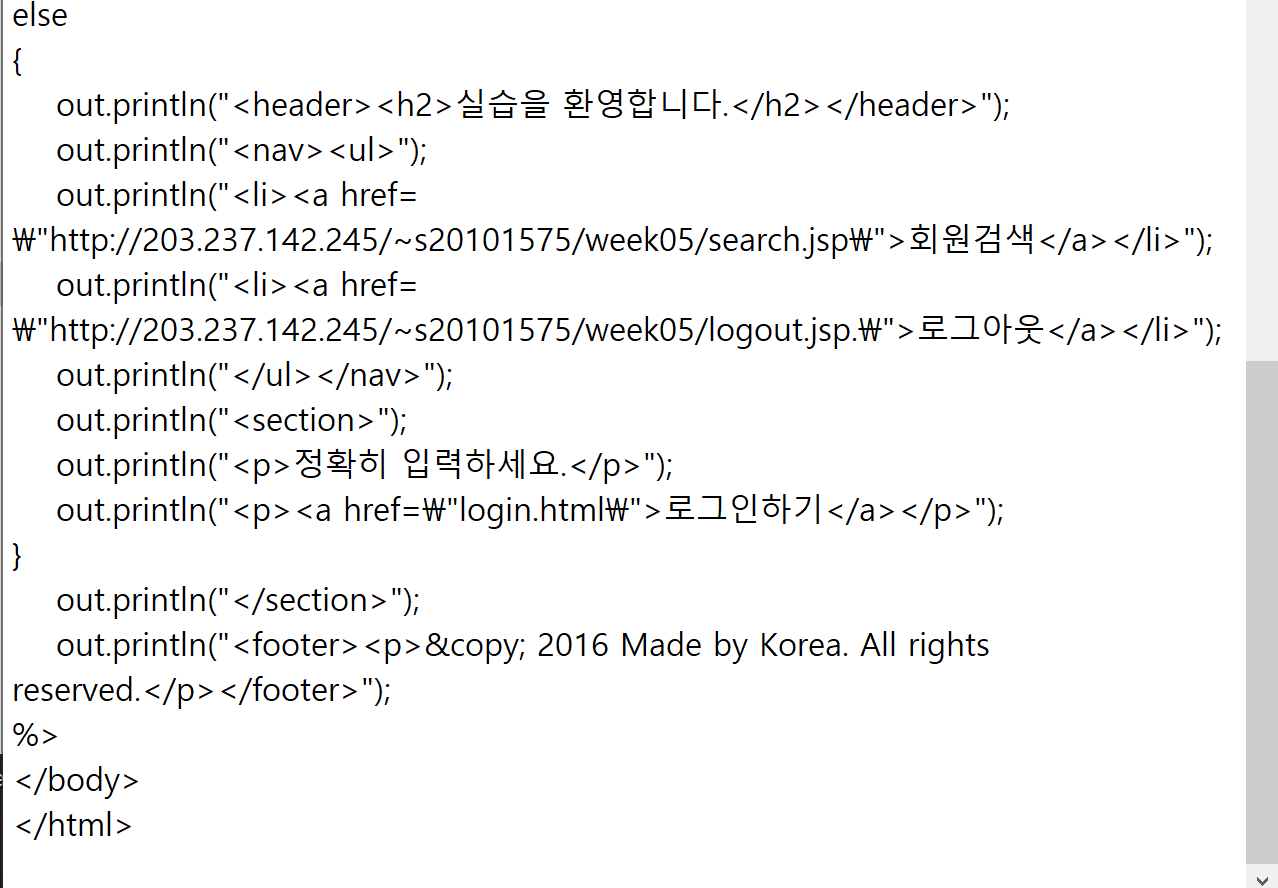 else
{
out.println("<header><h2>실습을 환영합니다.</h2></header>");
out.println("<nav><ul>");
out.println("<li><a href=
₩"http://203.237.142.245/~s20101575/week05/search.jsp₩">회원검색</a></li>");
out.println("<li><a href=
₩"http://203.237.142.245/~s20101575/week05/logout.jsp.₩">로그아웃</a></li>");
out.println("</ul></nav>");
out.println("<section>");
out.println("<p>정확히 입력하세요.</p>");
out.println("<p><a href=₩"login.html₩">로그인하기</a></p>");
}
out.println("</section>");
out.println("<footer><p>&copy; 2016 Made by Korea. All rights
reserved.</p></footer>");
%>
</body>
</html>